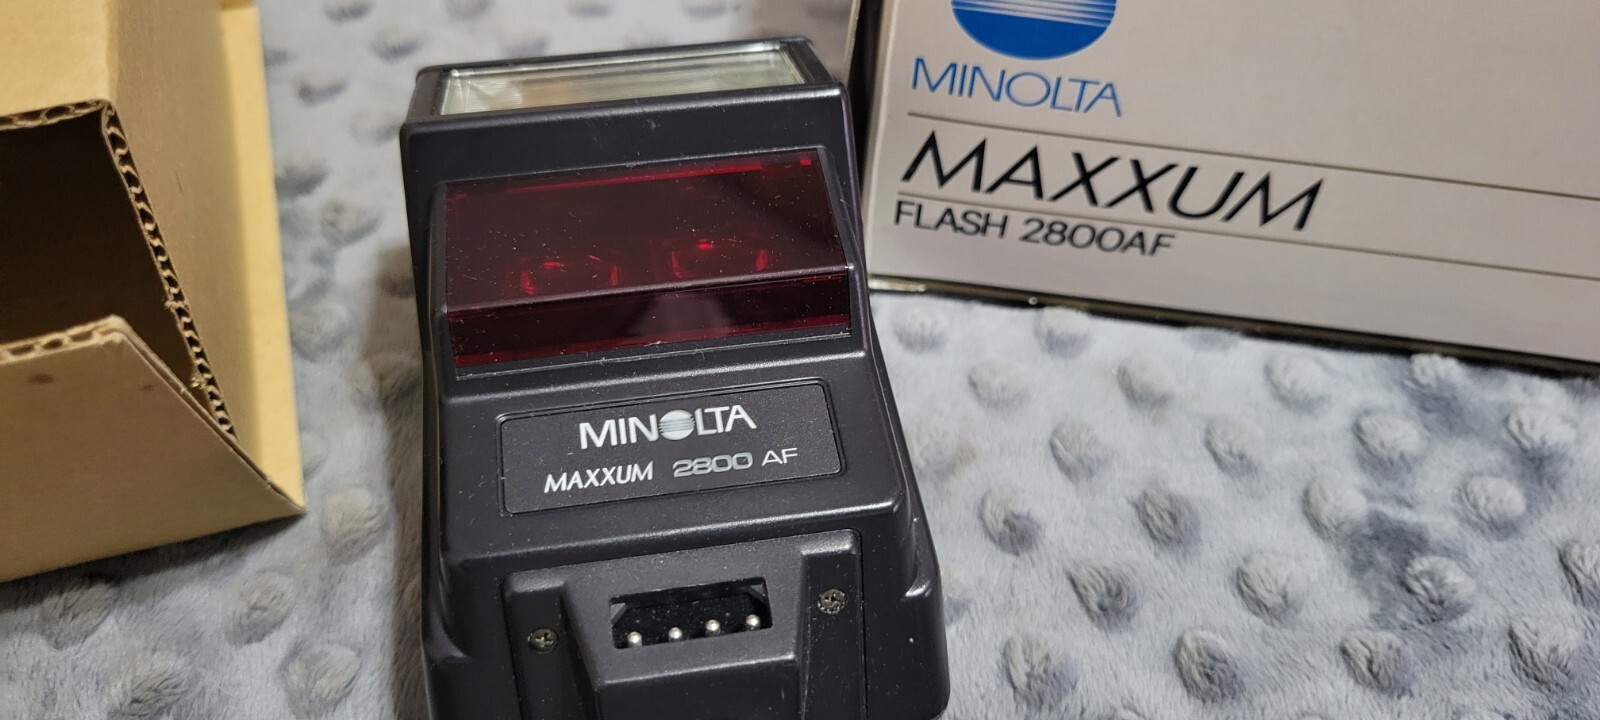 MINOLTA
MAXXUM 2800 AF
MINOLTA
MAXXUM
FLASH 2800AF